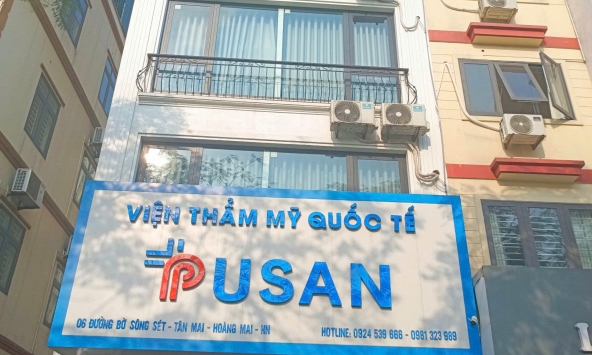 VIỆN THẨM MỸ QUỐC TẾ
PUSAN
06 ĐƯỜNG BỜ SÔNG SÉT - TÂN MAI - HOÀNG MAI - HN HOTLINE: 0924 539 666 - 0981 323 989